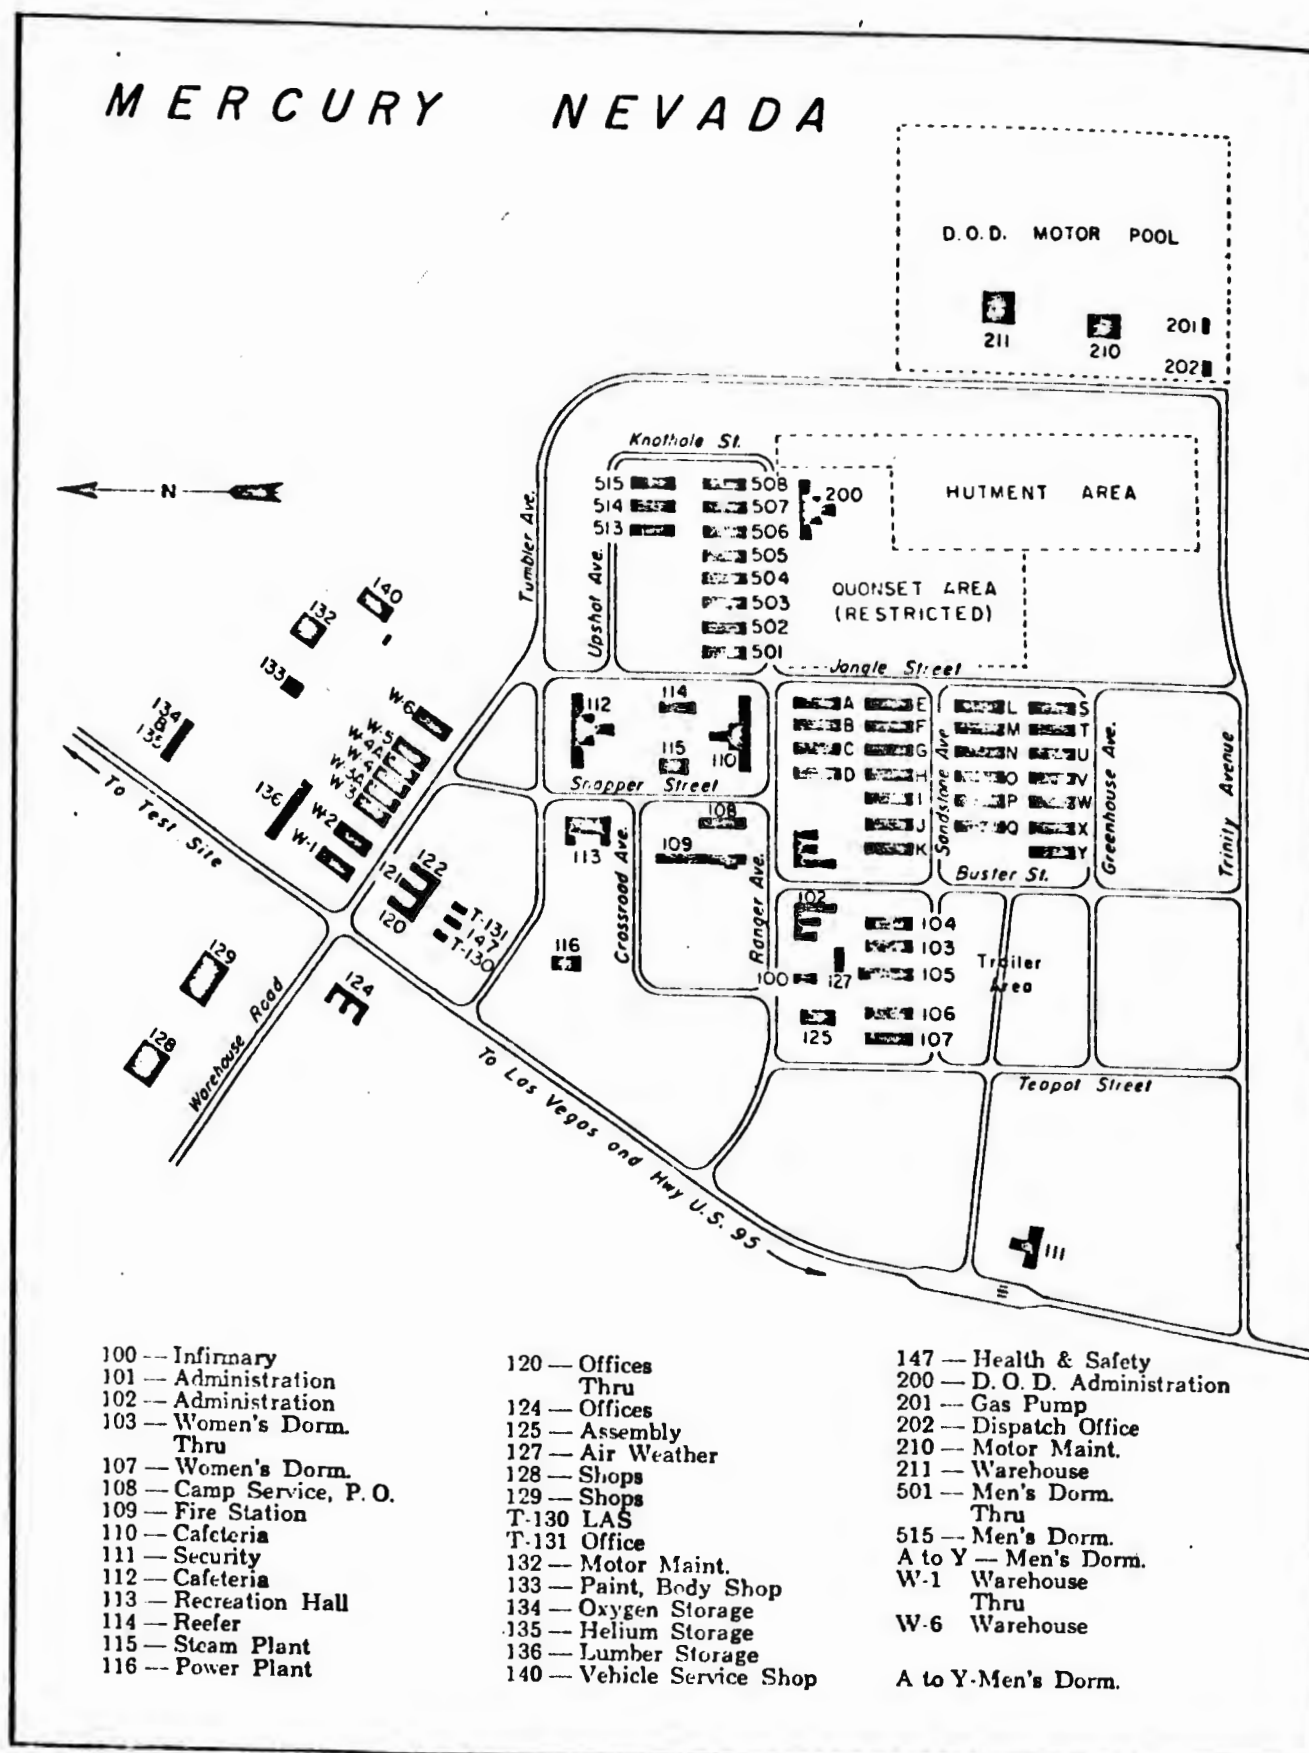 MERCURY NEVADA
D.O.D. MOTOR POOL
211
210
201
202
Knothole St.
515
514
513
508
507
506
505
504
503
502
501
200
HUTMENT AREA
QUONSET AREA
(RESTRICTED)
N
Tumbler Ave.
Upshot Ave.
Jangle Street
140
132
133
134
&
135
136
W-6
W-5
W-4A
W-4
W-3A
W-3
W-2
W-1
To Test Site
112
114
115
110
Snapper Street
A
B
C
D
E
F
G
H
I
J
K
L
M
N
O
P
Q
S
T
U
V
W
X
Y
Sandstone Ave
Greenhouse Ave.
Trinity Avenue
Buster St.
108
109
113
Crossroad Ave.
Ranger Ave.
122
121
120
T-131
147
T-130
116
102
104
103
105
106
107
100
127
125
Trailer
Area
129
128
124
Warehouse Road
Teapot Street
To Las Vegas and Hwy U.S. 95
111
100 — Infirmary
101 — Administration
102 — Administration
103 — Women's Dorm.
Thru
107 — Women's Dorm.
108 — Camp Service, P. O.
109 — Fire Station
110 — Cafeteria
111 — Security
112 — Cafeteria
113 — Recreation Hall
114 — Reefer
115 — Steam Plant
116 — Power Plant
120 — Offices
Thru
124 — Offices
125 — Assembly
127 — Air Weather
128 — Shops
129 — Shops
T-130 LAS
T-131 Office
132 — Motor Maint.
133 — Paint, Body Shop
134 — Oxygen Storage
135 — Helium Storage
136 — Lumber Storage
140 — Vehicle Service Shop
147 — Health & Safety
200 — D. O. D. Administration
201 — Gas Pump
202 — Dispatch Office
210 — Motor Maint.
211 — Warehouse
501 — Men's Dorm.
Thru
515 — Men's Dorm.
A to Y — Men's Dorm.
W-1 Warehouse
Thru
W-6 Warehouse
A to Y-Men's Dorm.